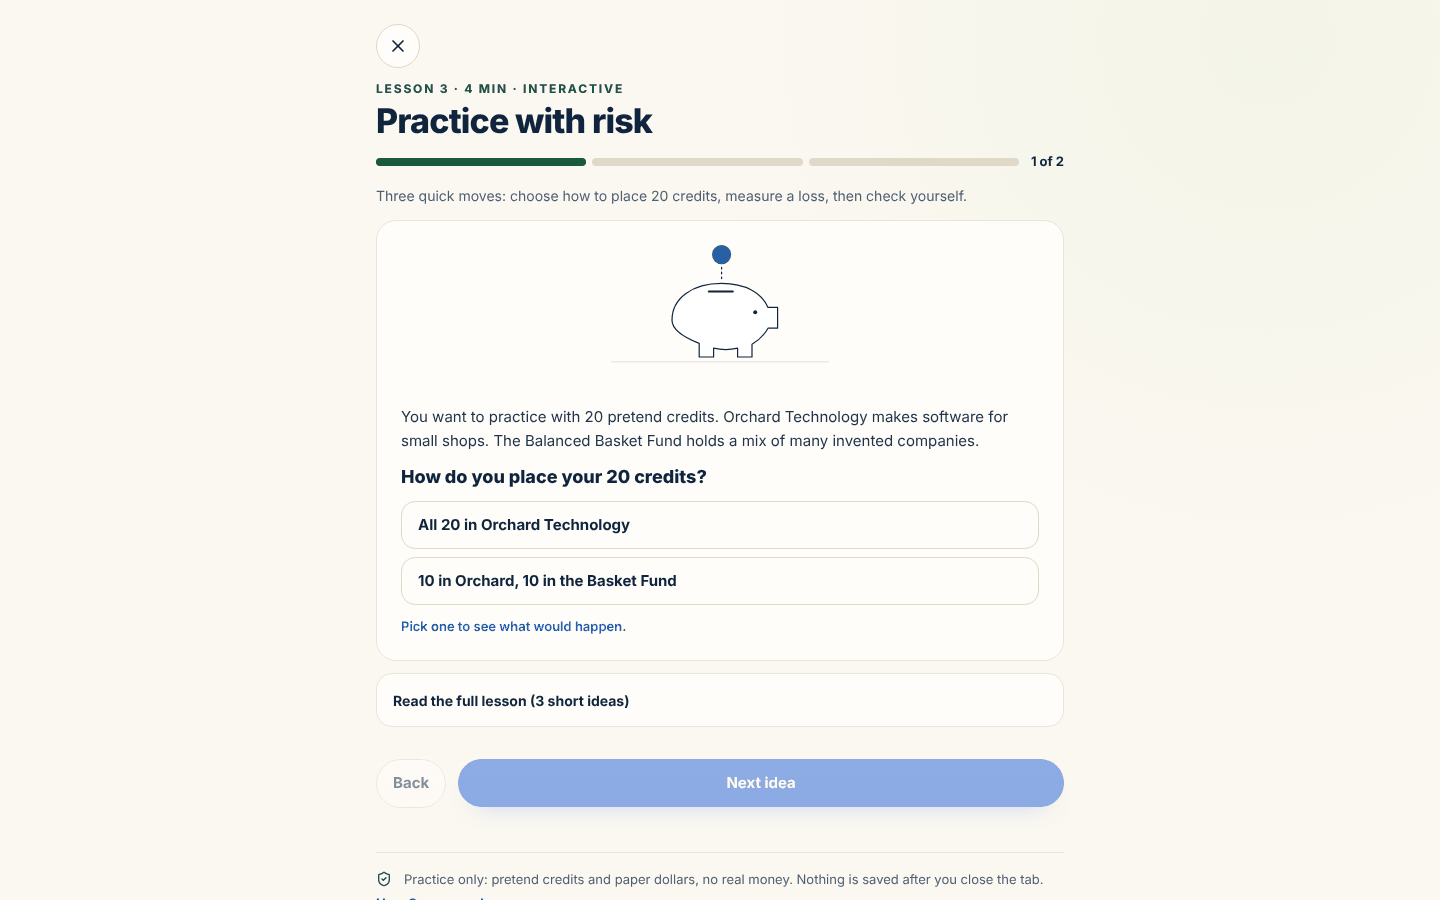 LESSON 3 · 4 MIN · INTERACTIVE
Practice with risk
1 of 2
Three quick moves: choose how to place 20 credits, measure a loss, then check yourself.
You want to practice with 20 pretend credits. Orchard Technology makes software for
small shops. The Balanced Basket Fund holds a mix of many invented companies.
How do you place your 20 credits?
All 20 in Orchard Technology
10 in Orchard, 10 in the Basket Fund
Pick one to see what would happen.
Read the full lesson (3 short ideas)
Back
Next idea
Practice only: pretend credits and paper dollars, no real money. Nothing is saved after you close the tab.